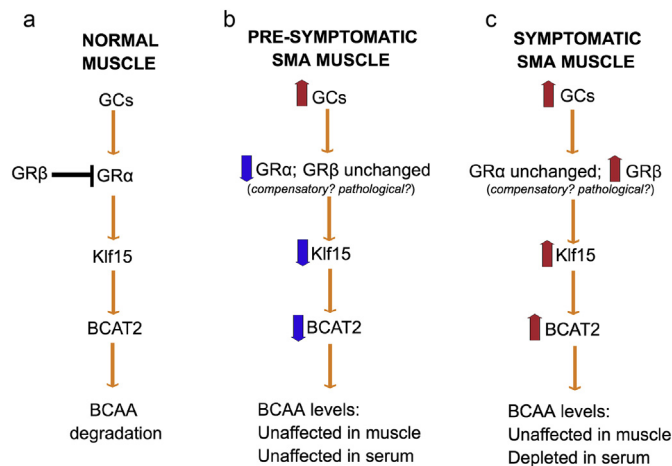 a
NORMAL
MUSCLE
GCs
GRβ
GRα
Klf15
BCAT2
BCAA
degradation
b
PRE-SYMPTOMATIC
SMA MUSCLE
GCs
GRα; GRβ unchanged
(compensatory? pathological?)
Klf15
BCAT2
BCAA levels:
Unaffected in muscle
Unaffected in serum
c
SYMPTOMATIC
SMA MUSCLE
GCs
GRα unchanged; GRβ
(compensatory? pathological?)
Klf15
BCAT2
BCAA levels:
Unaffected in muscle
Depleted in serum